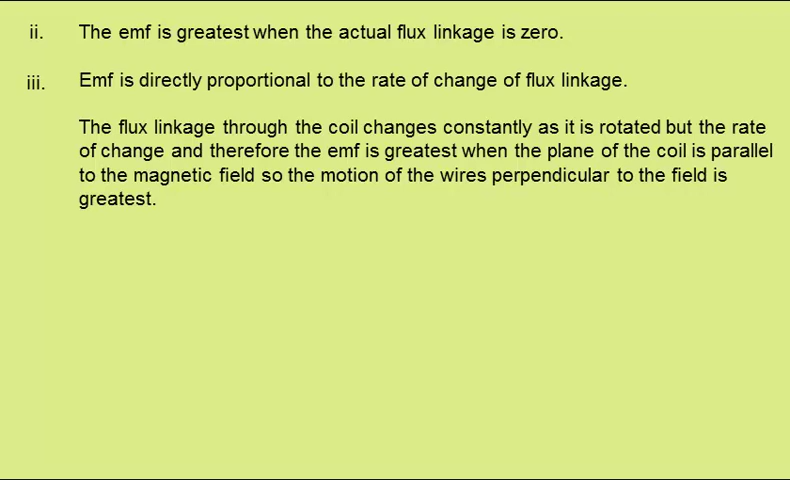 ii. The emf is greatest when the actual flux linkage is zero.
iii. Emf is directly proportional to the rate of change of flux linkage.
The flux linkage through the coil changes constantly as it is rotated but the rate
of change and therefore the emf is greatest when the plane of the coil is parallel
to the magnetic field so the motion of the wires perpendicular to the field is
greatest.